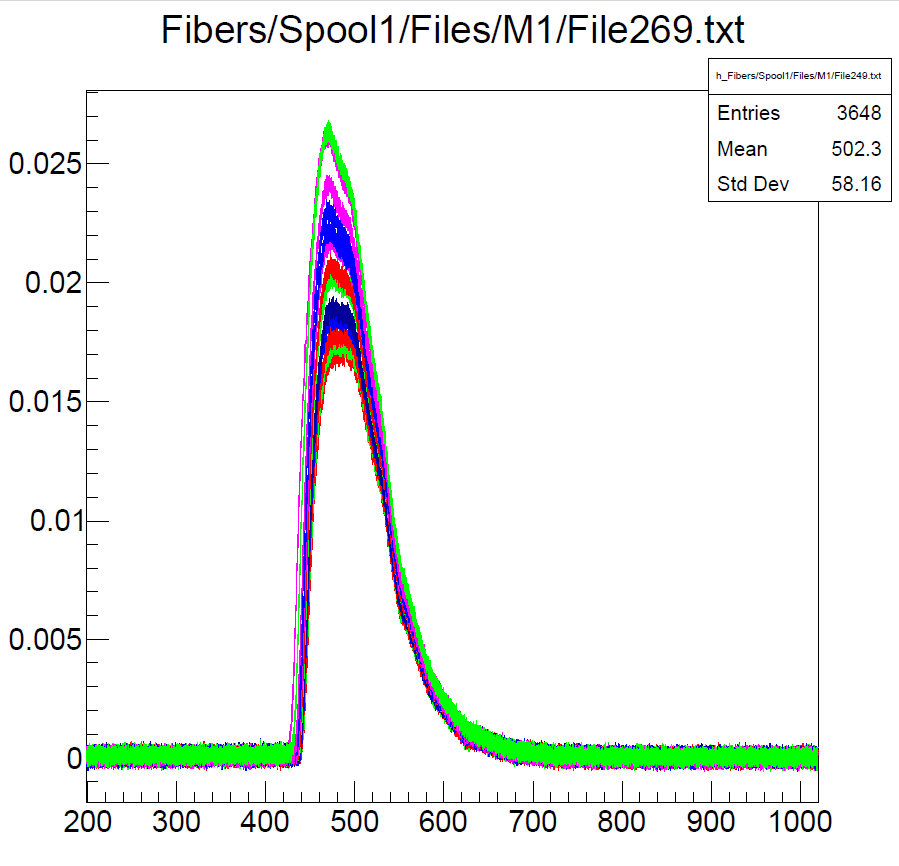 Fibers/Spool1/Files/M1/File269.txt
h_Fibers/Spool1/Files/M1/File249.txt
Entries 3648
Mean 502.3
Std Dev 58.16
0.025
0.02
0.015
0.01
0.005
0
200 300 400 500 600 700 800 900 1000